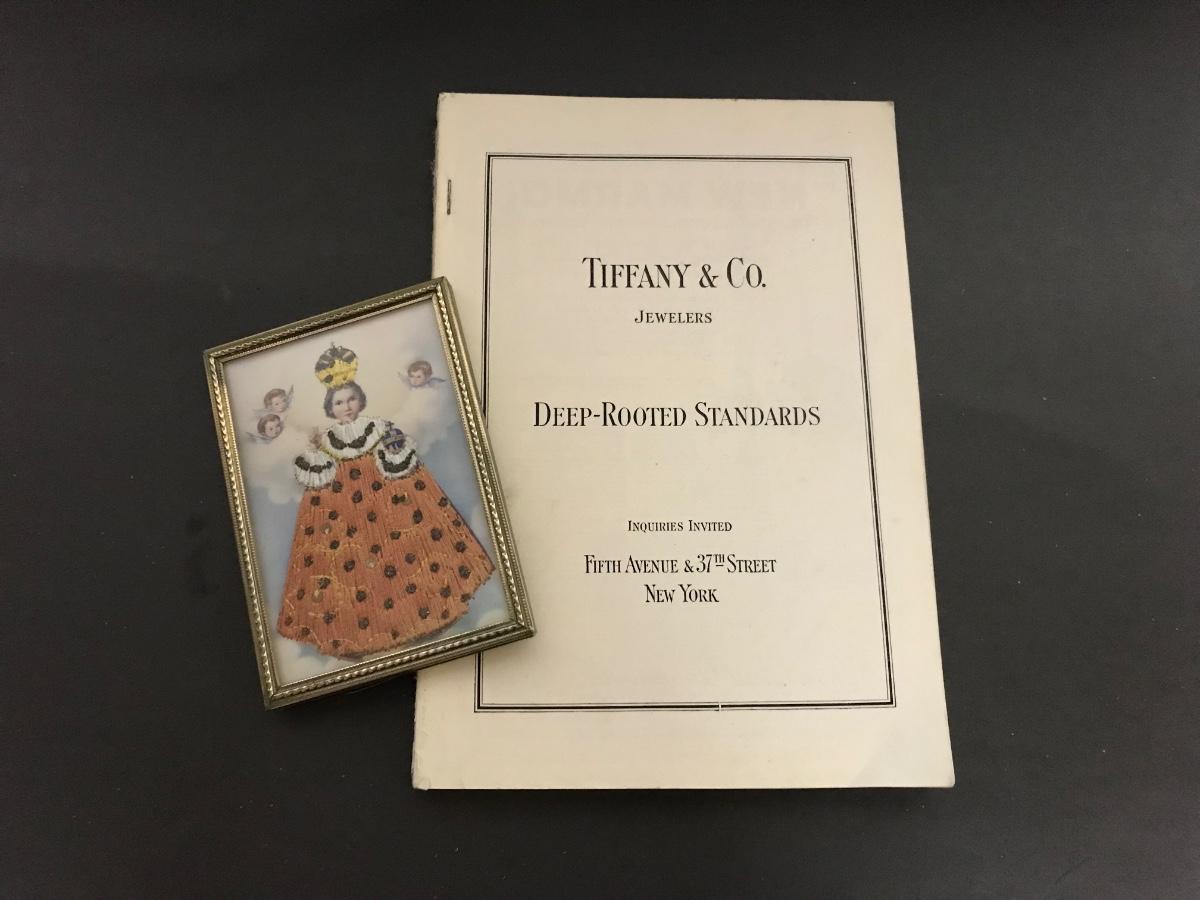 TIFFANY & CO.
JEWELERS
DEEP-ROOTED STANDARDS
INQUIRIES INVITED
FIFTH AVENUE & 37TH STREET
NEW YORK